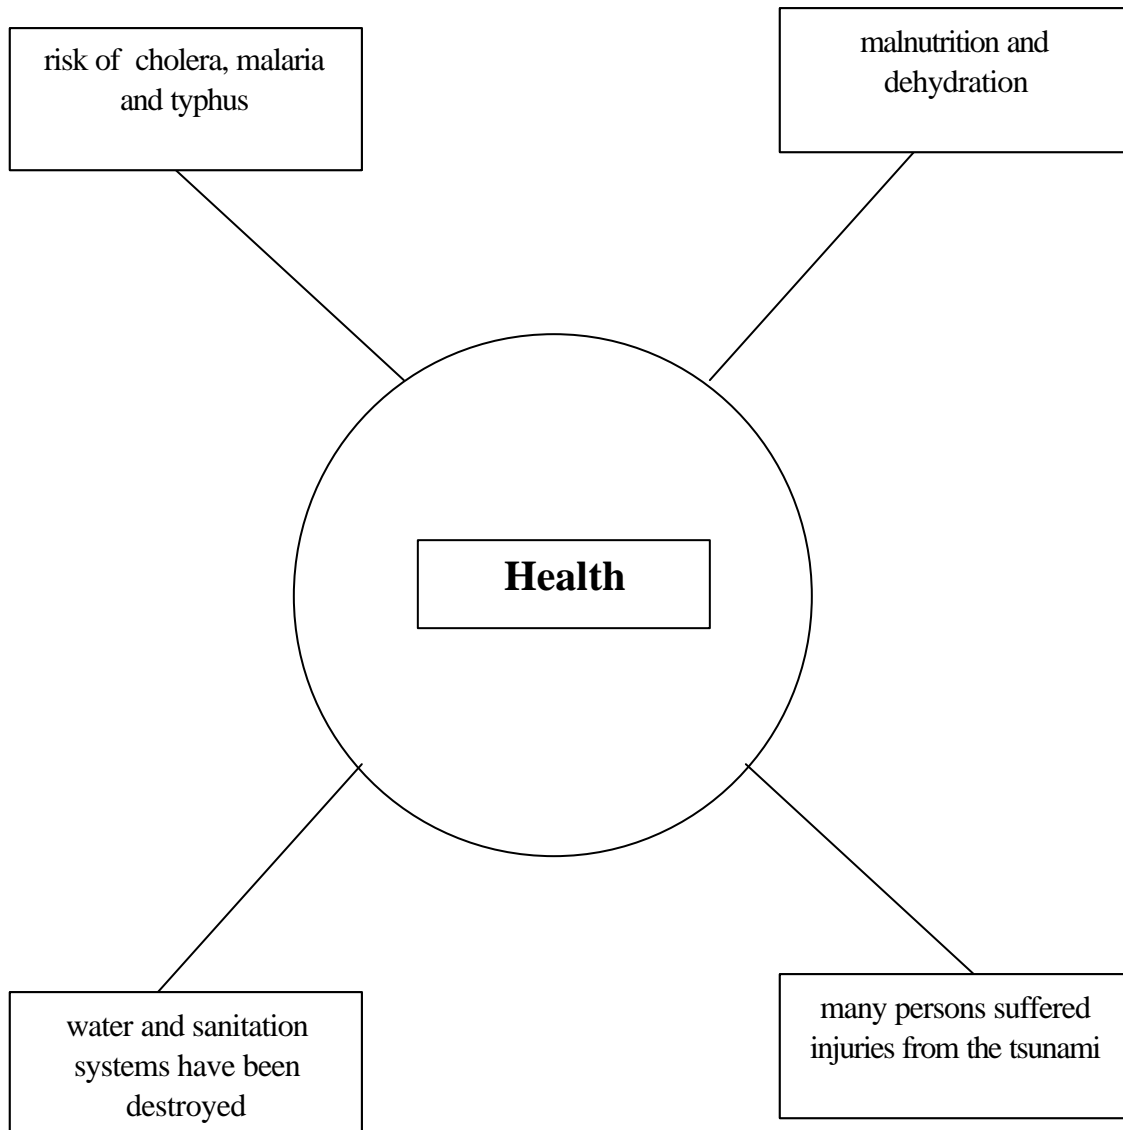 risk of cholera, malaria
and typhus
malnutrition and
dehydration
Health
water and sanitation
systems have been
destroyed
many persons suffered
injuries from the tsunami